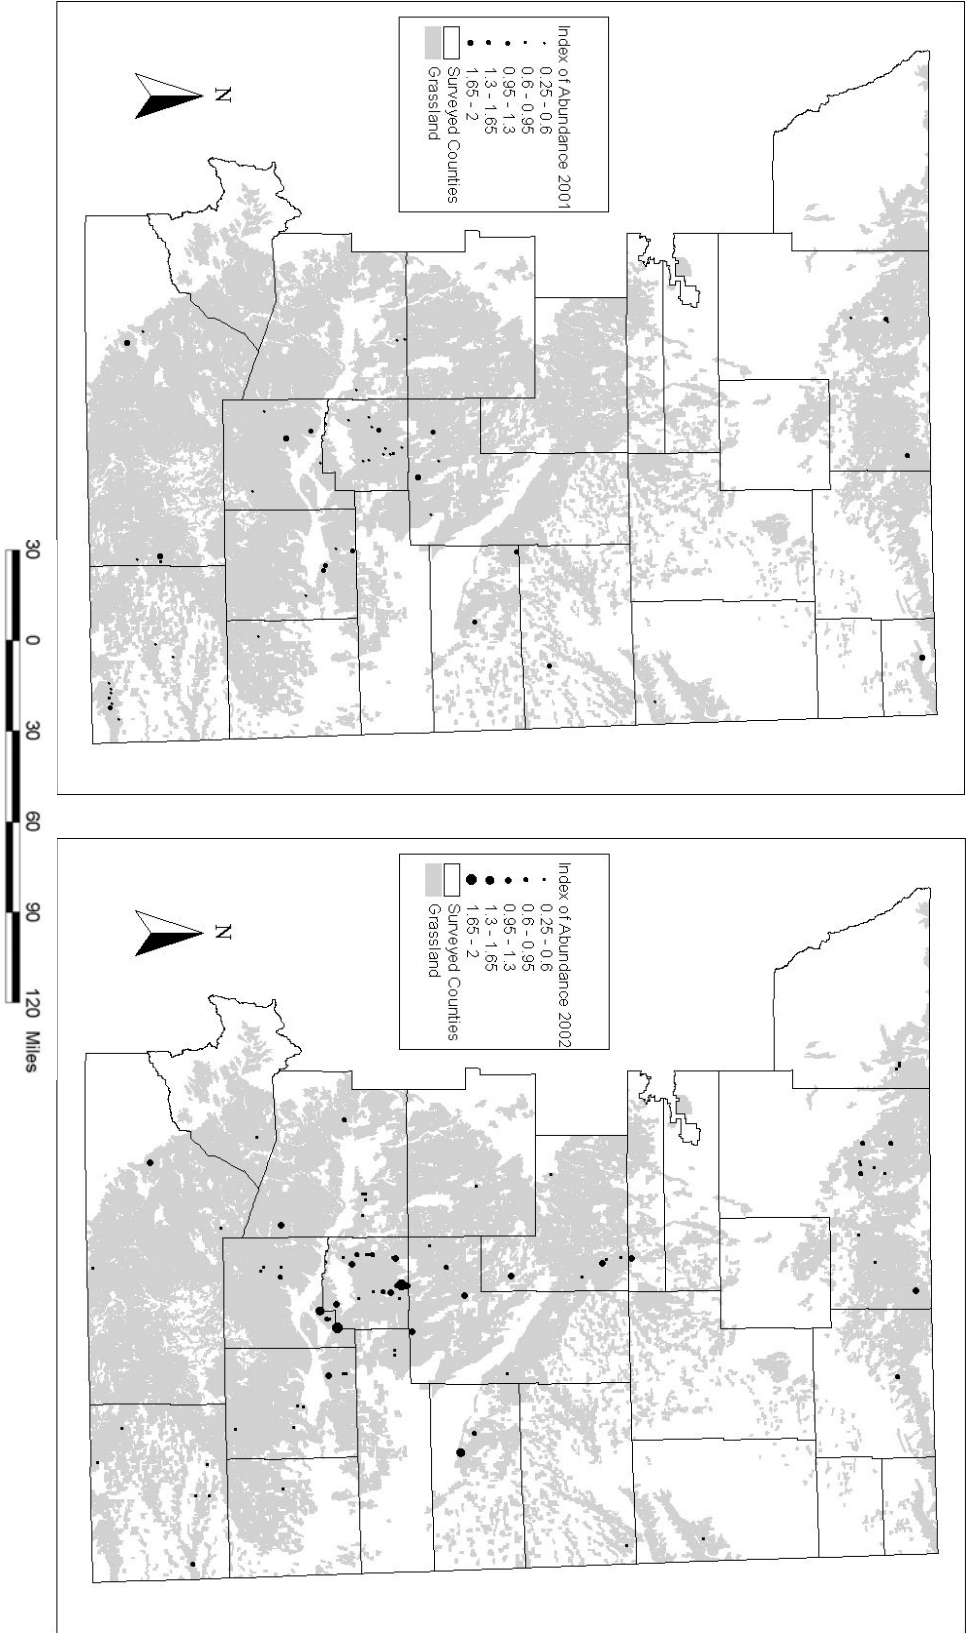 Index of Abundance 2001
0.25 - 0.6
0.6 - 0.95
0.95 - 1.3
1.3 - 1.65
1.65 - 2
Surveyed Counties
Grassland
N
Index of Abundance 2002
0.25 - 0.6
0.6 - 0.95
0.95 - 1.3
1.3 - 1.65
1.65 - 2
Surveyed Counties
Grassland
N
30 0 30 60 90 120 Miles